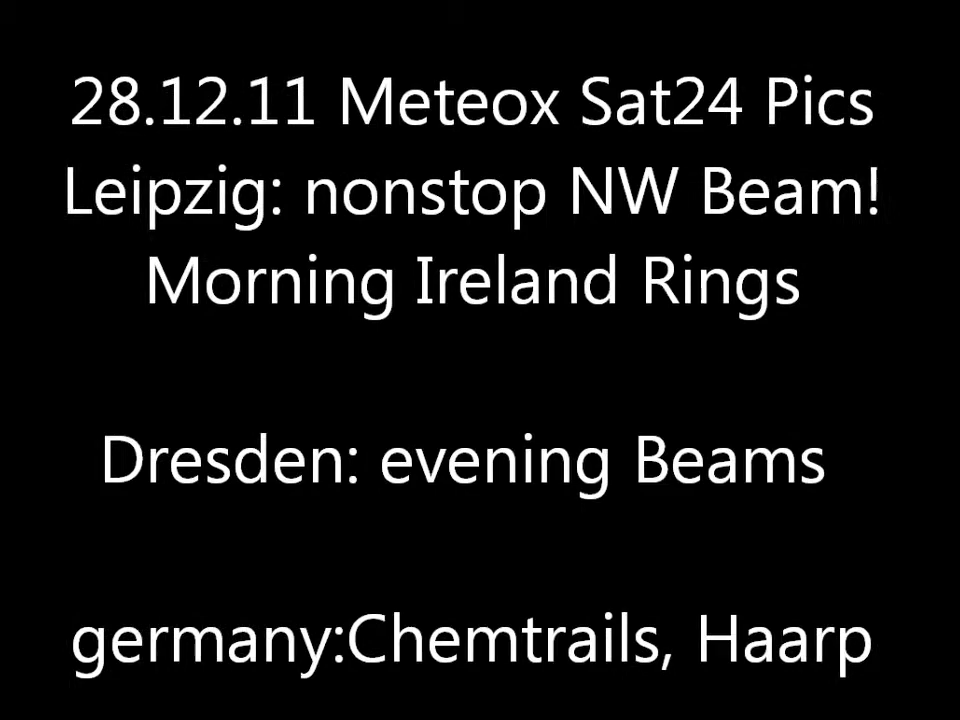 28.12.11 Meteox Sat24 Pics
Leipzig: nonstop NW Beam!
Morning Ireland Rings
Dresden: evening Beams
germany:Chemtrails, Haarp